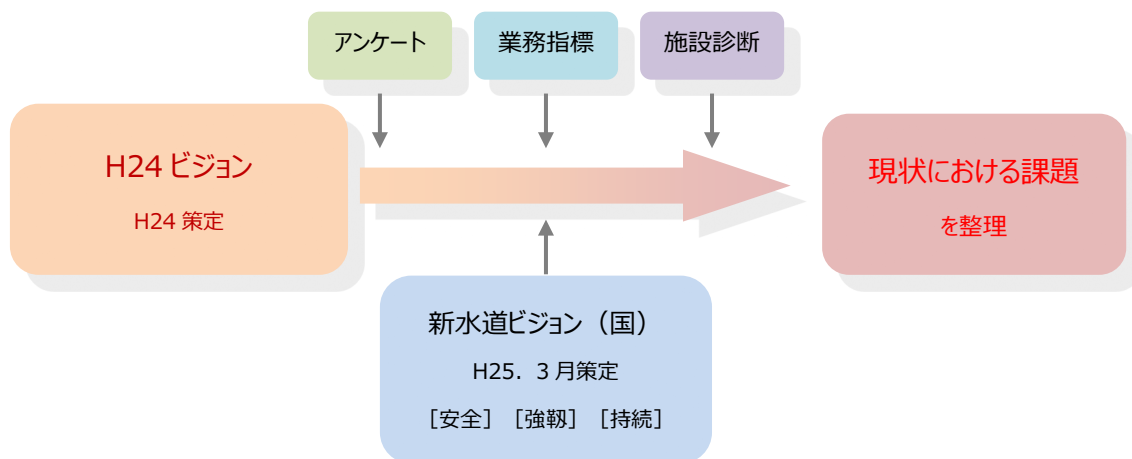 アンケート
業務指標
施設診断
H24 ビジョン
H24 策定
現状における課題
を整理
新水道ビジョン（国）
H25．3 月策定
［安全］［強靱］［持続］